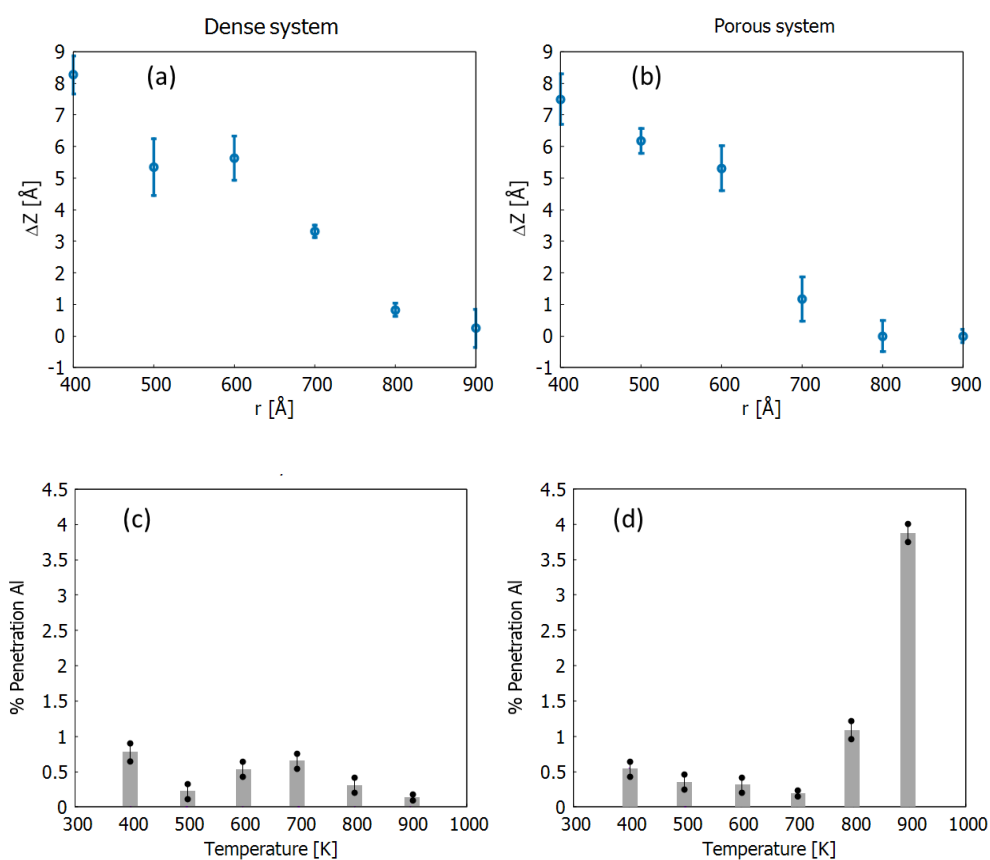 Dense system
Porous system
(a)
(b)
9
8
7
6
5
4
3
2
1
0
-1
ΔZ [Å]
400 500 600 700 800 900
r [Å]
9
8
7
6
5
4
3
2
1
0
-1
ΔZ [Å]
400 500 600 700 800 900
r [Å]
(c)
(d)
4.5
4
3.5
3
2.5
2
1.5
1
0.5
0
% Penetration Al
300 400 500 600 700 800 900 1000
Temperature [K]
4.5
4
3.5
3
2.5
2
1.5
1
0.5
0
% Penetration Al
300 400 500 600 700 800 900 1000
Temperature [K]